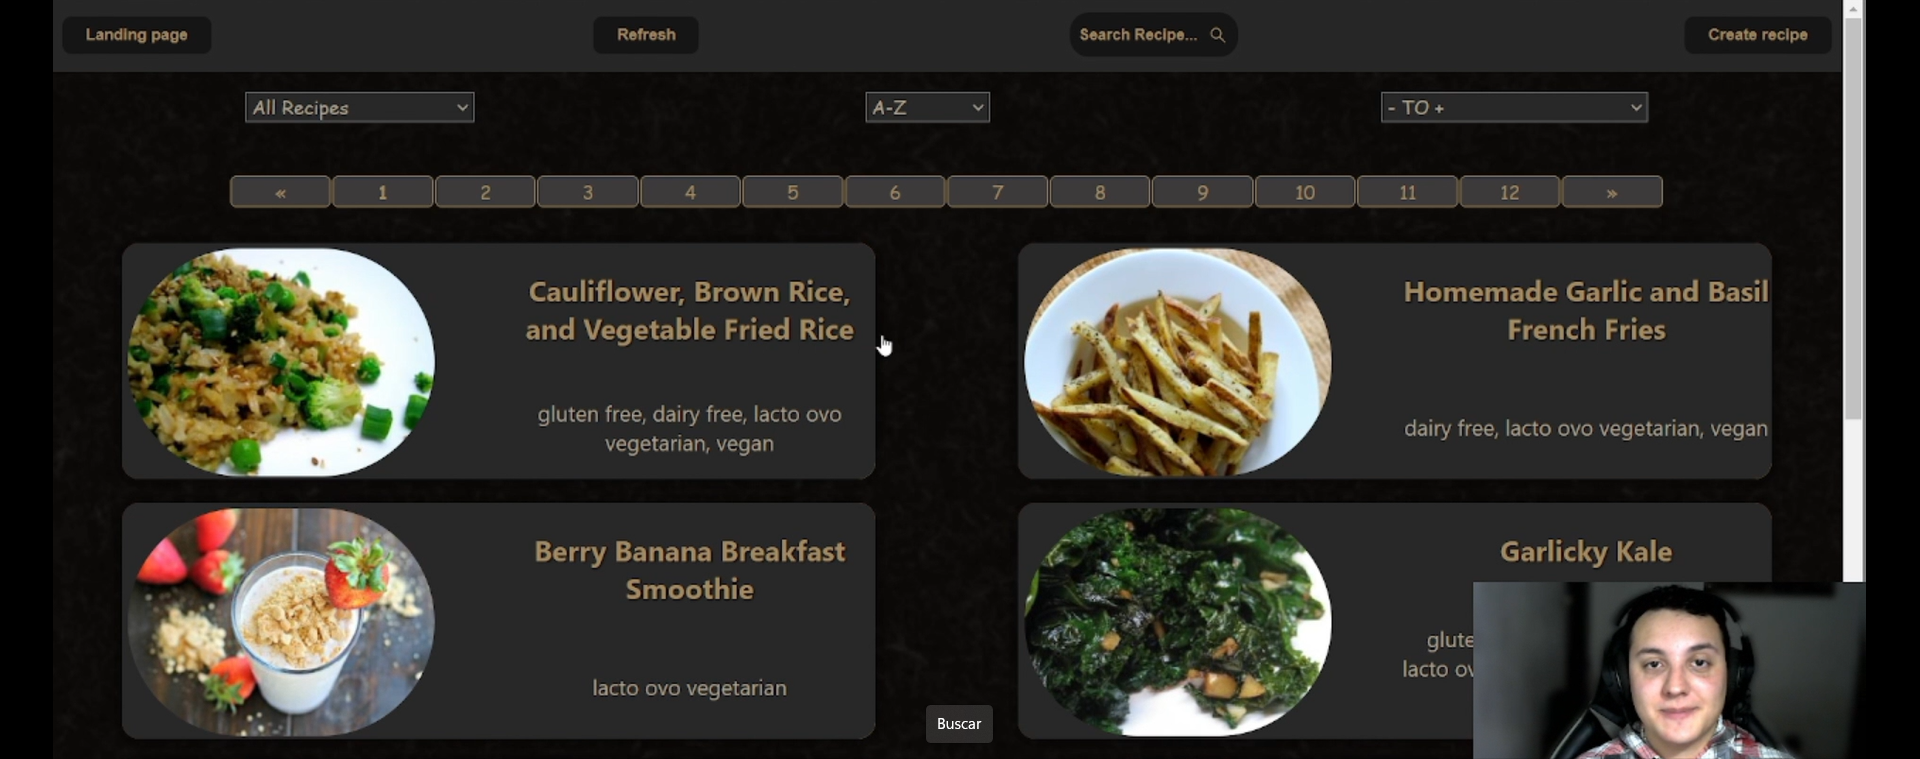 Landing page
Refresh
Search Recipe...
Create recipe
All Recipes
A-Z
- TO +
«
1
2
3
4
5
6
7
8
9
10
11
12
»
Cauliflower, Brown Rice,
and Vegetable Fried Rice
gluten free, dairy free, lacto ovo
vegetarian, vegan
Homemade Garlic and Basil
French Fries
dairy free, lacto ovo vegetarian, vegan
Berry Banana Breakfast
Smoothie
lacto ovo vegetarian
Garlicky Kale
glute
lacto ov
Buscar